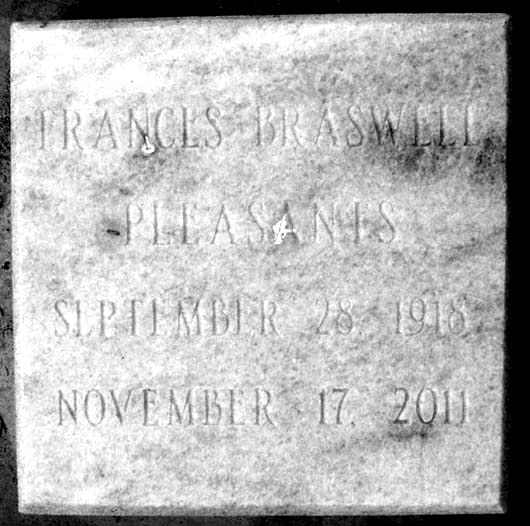 FRANCES BRASWELL
PLEASANTS
SEPTEMBER 28, 1918
NOVEMBER 17, 2011